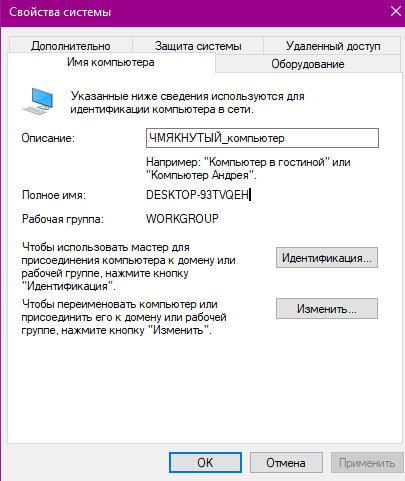 Свойства системы
Дополнительно
Защита системы
Удаленный доступ
Имя компьютера
Оборудование
Указанные ниже сведения используются для
идентификации компьютера в сети.
Описание:
ЧМЯКНУТЫЙ_компьютер
Например: "Компьютер в гостиной" или
"Компьютер Андрея".
Полное имя:
DESKTOP-93TVQEH
Рабочая группа:
WORKGROUP
Чтобы использовать мастер для
присоединения компьютера к домену или
рабочей группе, нажмите кнопку
"Идентификация".
Идентификация...
Чтобы переименовать компьютер или
присоединить его к домену или рабочей
группе, нажмите кнопку "Изменить".
Изменить...
OK
Отмена
Применить